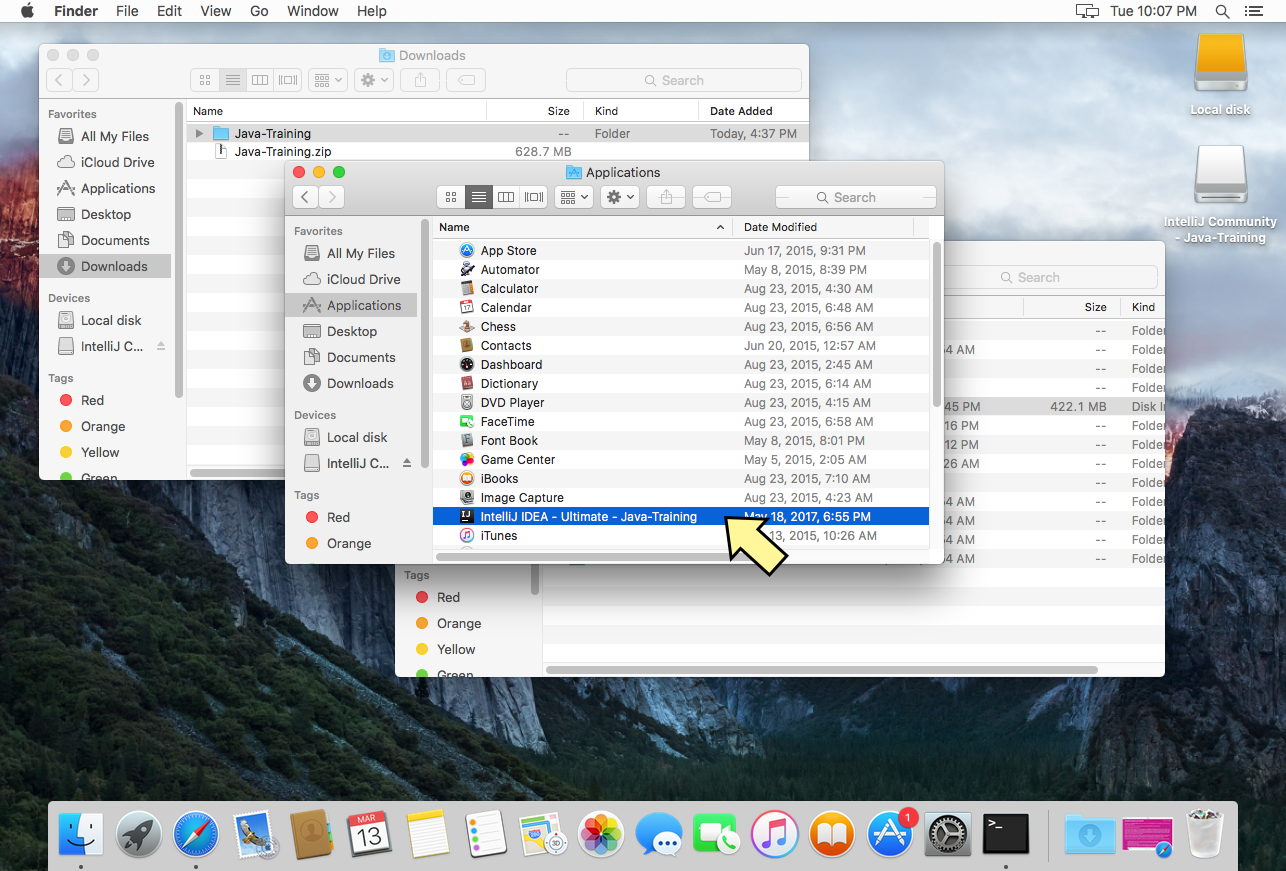 Finder File Edit View Go Window Help Tue 10:07 PM
Local disk
IntelliJ Community
- Java-Training
Downloads
Search
Favorites
All My Files
iCloud Drive
Applications
Desktop
Documents
Downloads
Devices
Local disk
IntelliJ C...
Tags
Red
Orange
Yellow
Green
Name Size Kind Date Added
Java-Training -- Folder Today, 4:37 PM
Java-Training.zip 628.7 MB
Applications
Search
Favorites
All My Files
iCloud Drive
Applications
Desktop
Documents
Downloads
Devices
Local disk
IntelliJ C...
Tags
Red
Orange
Name Date Modified
App Store Jun 17, 2015, 9:31 PM
Automator May 8, 2015, 8:39 PM
Calculator Aug 23, 2015, 4:30 AM
Calendar Aug 23, 2015, 6:48 AM
Chess Aug 23, 2015, 6:56 AM
Contacts Jun 20, 2015, 12:57 AM
Dashboard Aug 23, 2015, 2:45 AM
Dictionary Aug 23, 2015, 6:14 AM
DVD Player Aug 23, 2015, 4:15 AM
FaceTime Aug 23, 2015, 6:58 AM
Font Book May 8, 2015, 8:01 PM
Game Center May 5, 2015, 2:05 AM
iBooks Aug 23, 2015, 7:10 AM
Image Capture Aug 23, 2015, 4:23 AM
IntelliJ IDEA - Ultimate - Java-Training May 18, 2017, 6:55 PM
iTunes 13, 2015, 10:26 AM
Search
Size Kind
-- Folder
54 AM -- Folder
-- Folder
-- Folder
45 PM 422.1 MB Disk I
16 PM -- Folder
12 PM -- Folder
26 AM -- Folder
-- Folder
54 AM -- Folder
54 AM -- Folder
54 AM -- Folder
54 AM -- Folder
Tags
Red
Orange
Yellow
Green
MAR
13
3D
1
>_